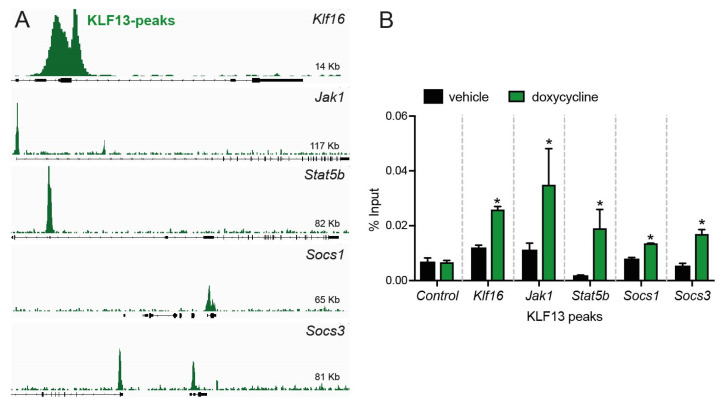 A
KLF13-peaks
Klf16
14 Kb
Jak1
117 Kb
Stat5b
82 Kb
Socs1
65 Kb
Socs3
81 Kb
B
vehicle
doxycycline
0.06
0.04
0.02
0.00
% Input
*
*
*
*
*
Control
Klf16
Jak1
Stat5b
Socs1
Socs3
KLF13 peaks